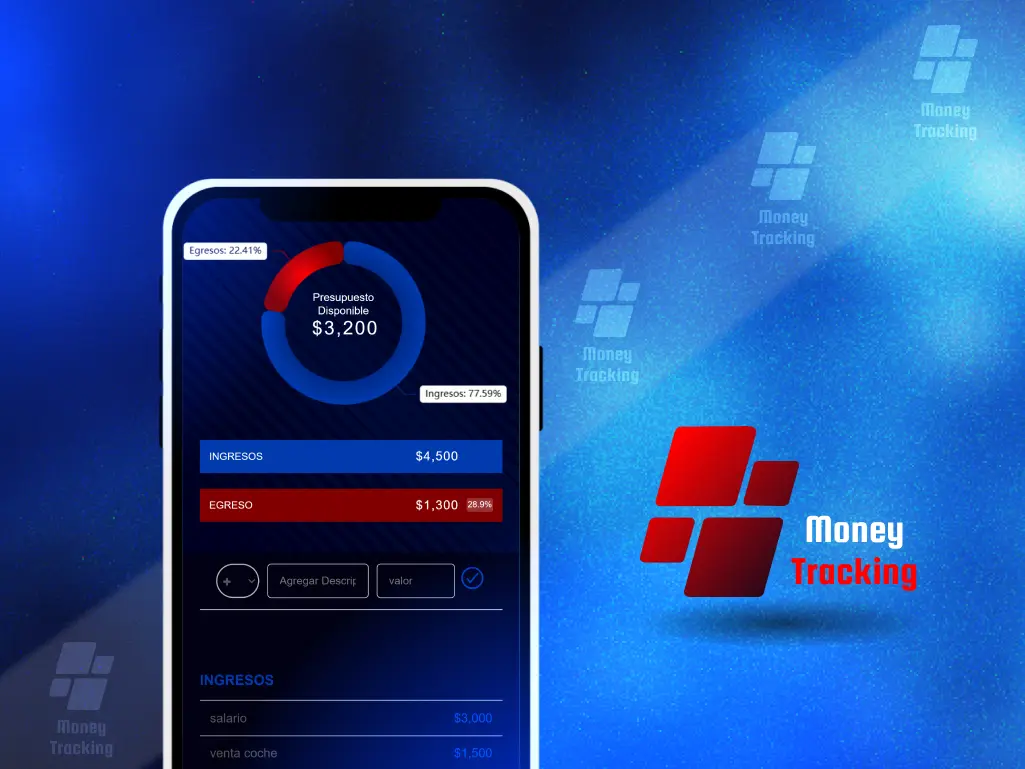 Money
Tracking
Money
Tracking
Money
Tracking
Egresos: 22.41%
Presupuesto
Disponible
$3,200
Ingresos: 77.59%
INGRESOS $4,500
EGRESO $1,300 28.9%
+ Agregar Descrip valor
INGRESOS
salario $3,000
venta coche $1,500
Money
Tracking
Money
Tracking